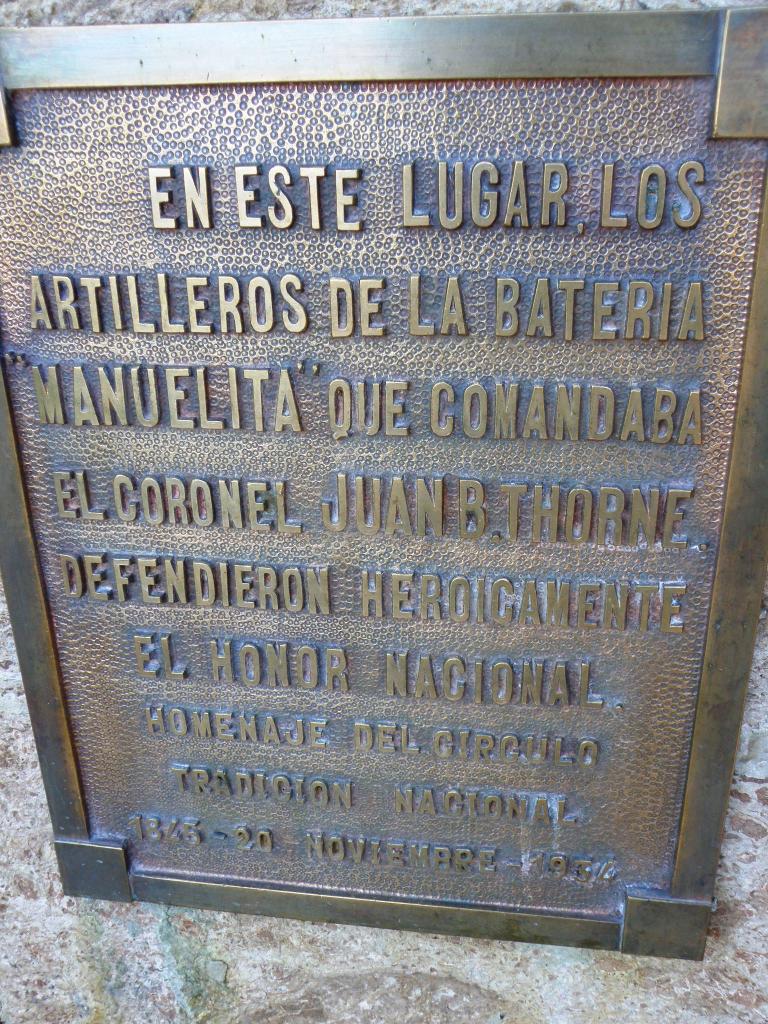 EN ESTE LUGAR, LOS
ARTILLEROS DE LA BATERIA
"MANUELITA" QUE COMANDABA
EL CORONEL JUAN B. THORNE.
DEFENDIERON HEROICAMENTE
EL HONOR NACIONAL.
HOMENAJE DEL CIRCULO
TRADICION NACIONAL.
1845 - 20 NOVIEMBRE - 1934